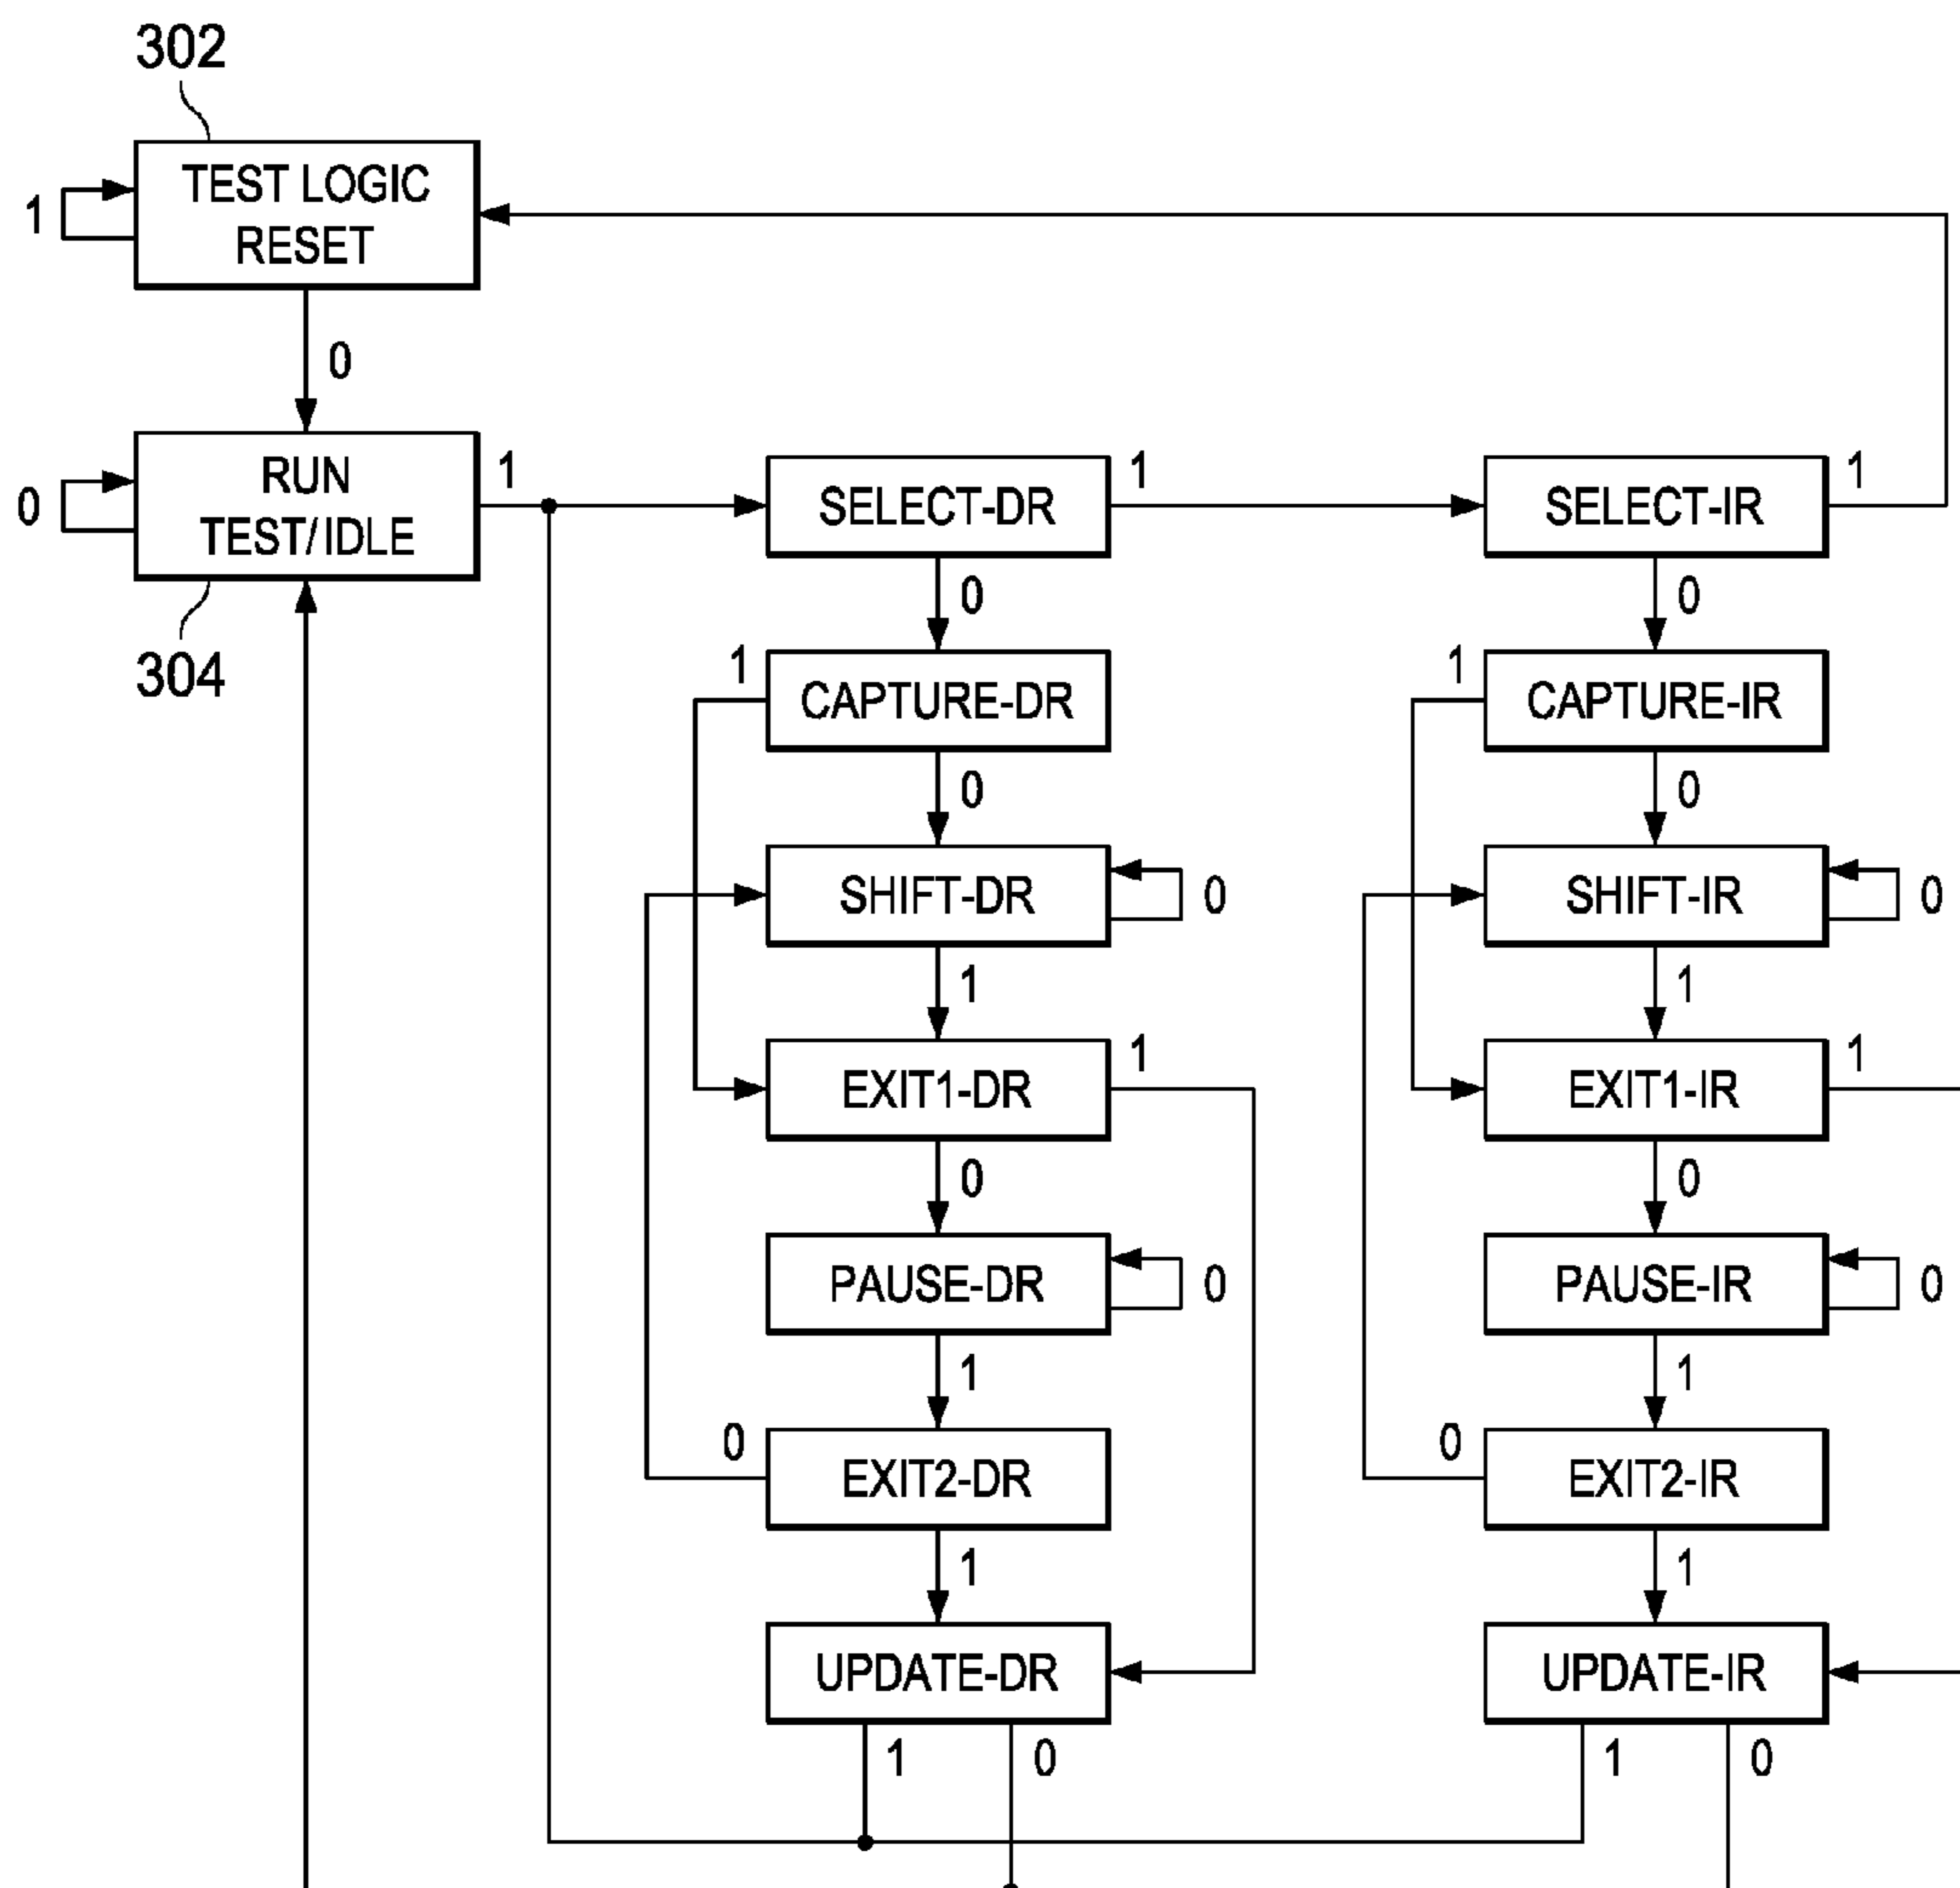 302
TEST LOGIC
RESET
1
0
RUN
TEST/IDLE
0
1
304
SELECT-DR
1
SELECT-IR
1
0
0
1
CAPTURE-DR
1
CAPTURE-IR
0
0
SHIFT-DR
0
SHIFT-IR
0
1
1
EXIT1-DR
1
EXIT1-IR
1
0
0
PAUSE-DR
0
PAUSE-IR
0
1
1
0
EXIT2-DR
0
EXIT2-IR
1
1
UPDATE-DR
UPDATE-IR
1
0
1
0